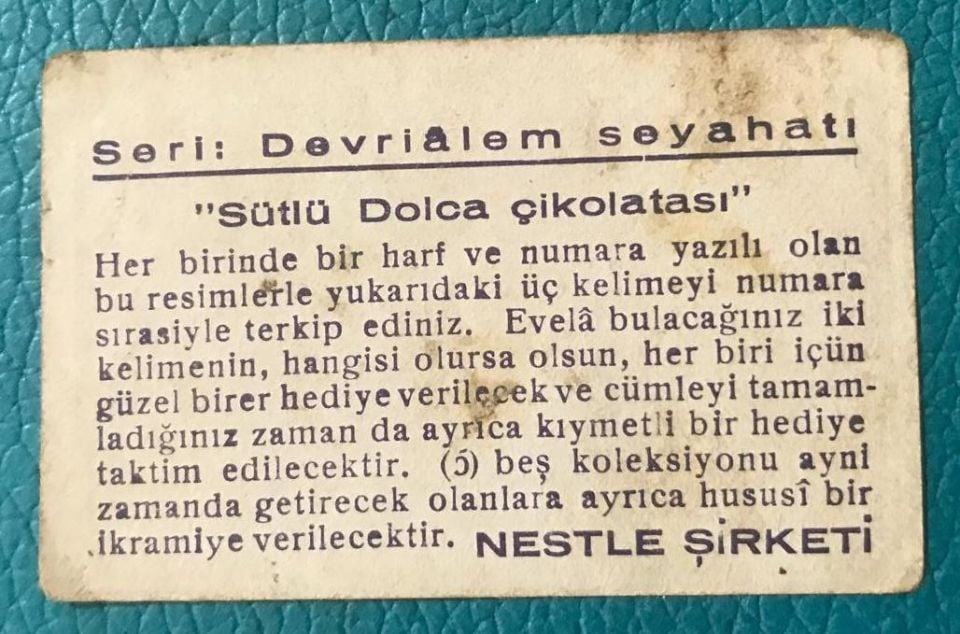 Seri: Devriâlem seyahatı
"Sütlü Dolca çikolatası"
Her birinde bir harf ve numara yazılı olan
bu resimlerle yukarıdaki üç kelimeyi numara
sırasiyle terkip ediniz. Evelâ bulacağınız iki
kelimenin, hangisi olursa olsun, her biri içün
güzel birer hediye verilecek ve cümleyi tamam-
ladığınız zaman da ayrıca kıymetli bir hediye
taktim edilecektir. (5) beş koleksiyonu ayni
zamanda getirecek olanlara ayrıca hususî bir
ikramiye verilecektir. NESTLE ŞİRKETİ